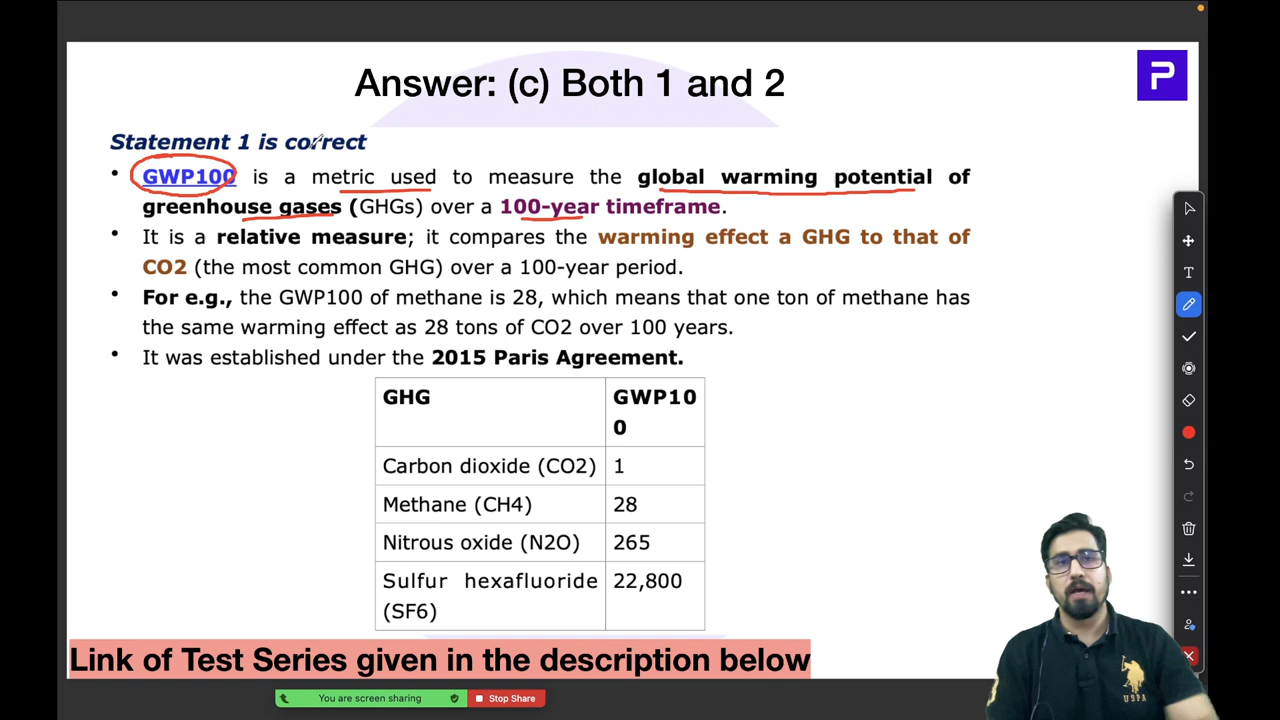 Answer: (c) Both 1 and 2
P
Statement 1 is correct
• GWP100 is a metric used to measure the global warming potential of
greenhouse gases (GHGs) over a 100-year timeframe.
• It is a relative measure; it compares the warming effect a GHG to that of
CO2 (the most common GHG) over a 100-year period.
• For e.g., the GWP100 of methane is 28, which means that one ton of methane has
the same warming effect as 28 tons of CO2 over 100 years.
• It was established under the 2015 Paris Agreement.
GHG GWP10
0
Carbon dioxide (CO2) 1
Methane (CH4) 28
Nitrous oxide (N2O) 265
Sulfur hexafluoride 22,800
(SF6)
Link of Test Series given in the description below
You are screen sharing Stop Share
T
USPA